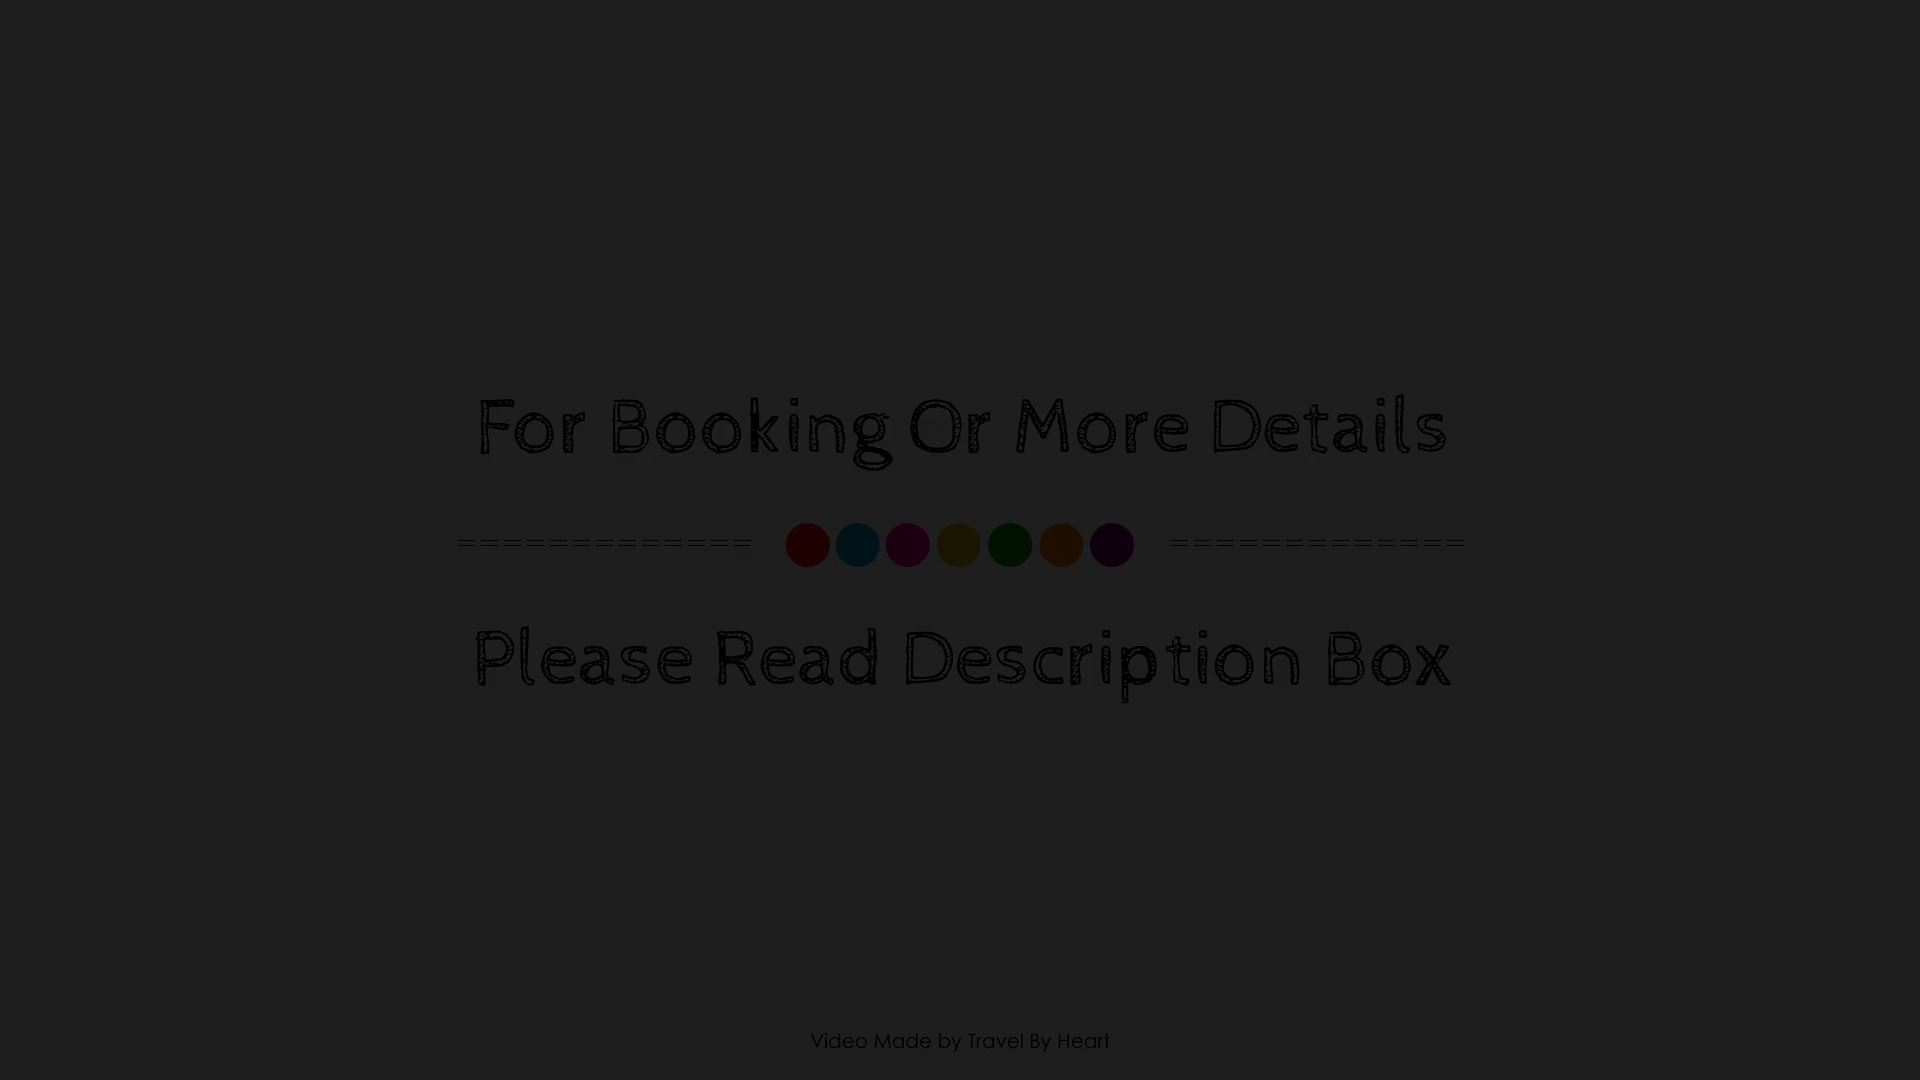 For Booking Or More Details
============= =============
Please Read Description Box
Video Made by Travel By Heart